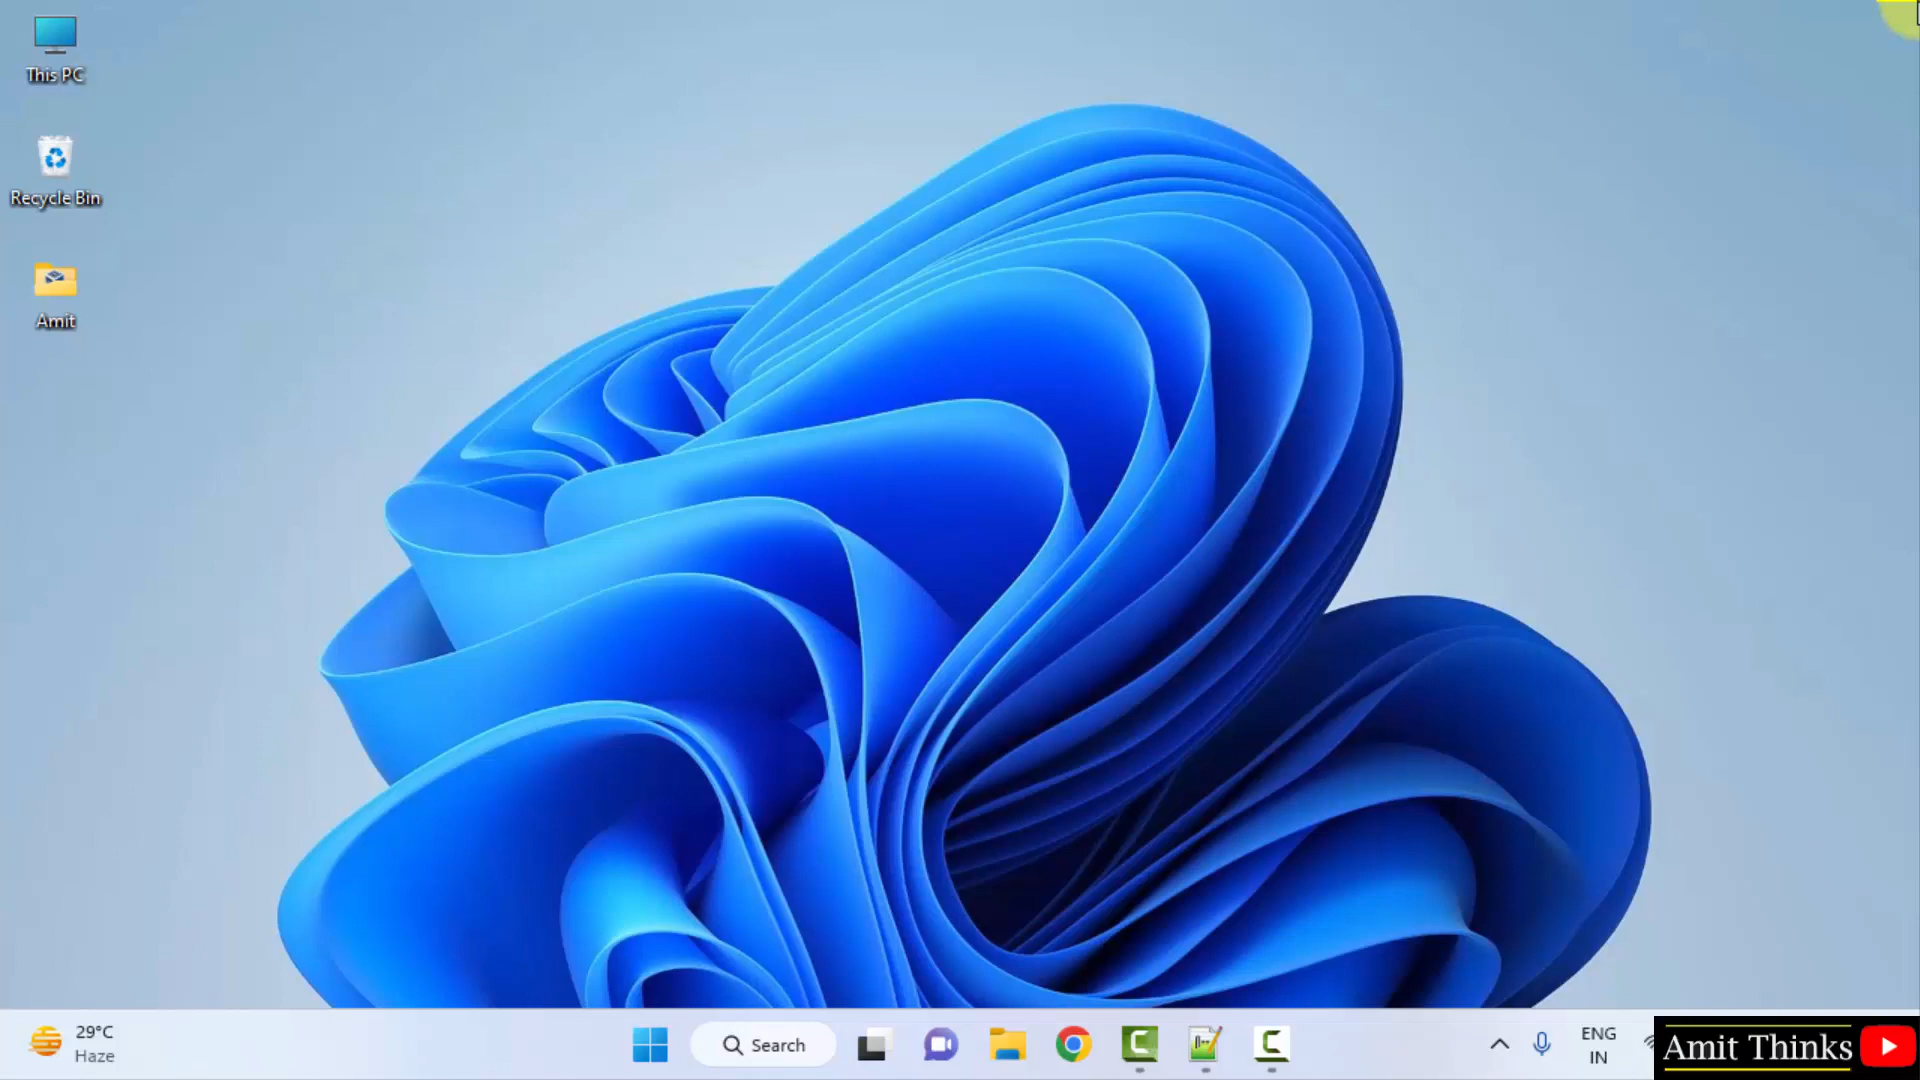 This PC
Recycle Bin
Amit
29°C
Haze
Search
ENG
IN
Amit Thinks